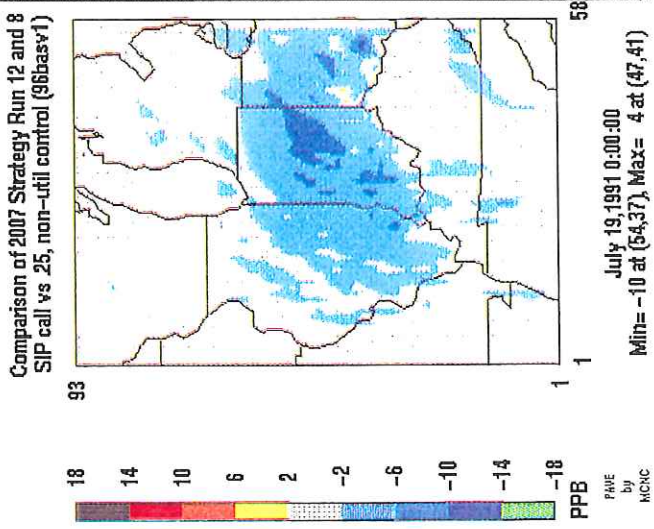 Comparison of 2007 Strategy Run 12 and 8
SIP call vs .25, non-util control (96basv1)
18
14
10
6
2
-2
-6
-10
-14
-18
PPB
PAVE
by
MCNC
93
1
1
58
July 19,1991 0:00:00
Min= -10 at (54,37), Max= 4 at (47,41)